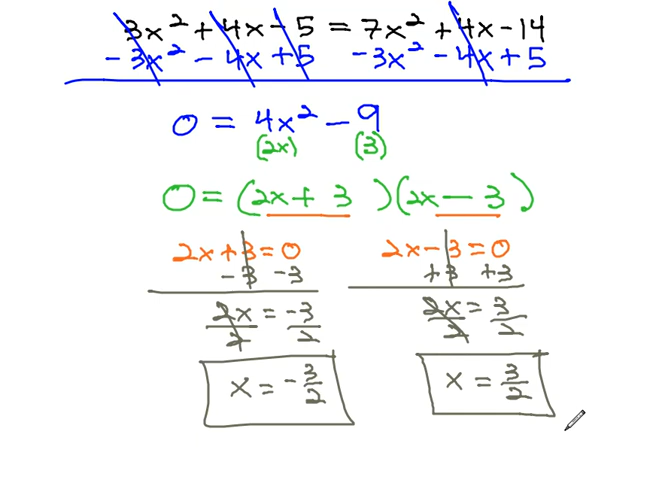 3x² + 4x - 5 = 7x² + 4x - 14
- 3x² - 4x + 5 - 3x² - 4x + 5
0 = 4x² - 9
(2x) (3)
0 = (2x + 3)(2x - 3)
2x + 3 = 0 2x - 3 = 0
- 3 - 3 + 3 + 3
2x = -3 2x = 3
2 2 2 2
x = - 3/2 x = 3/2